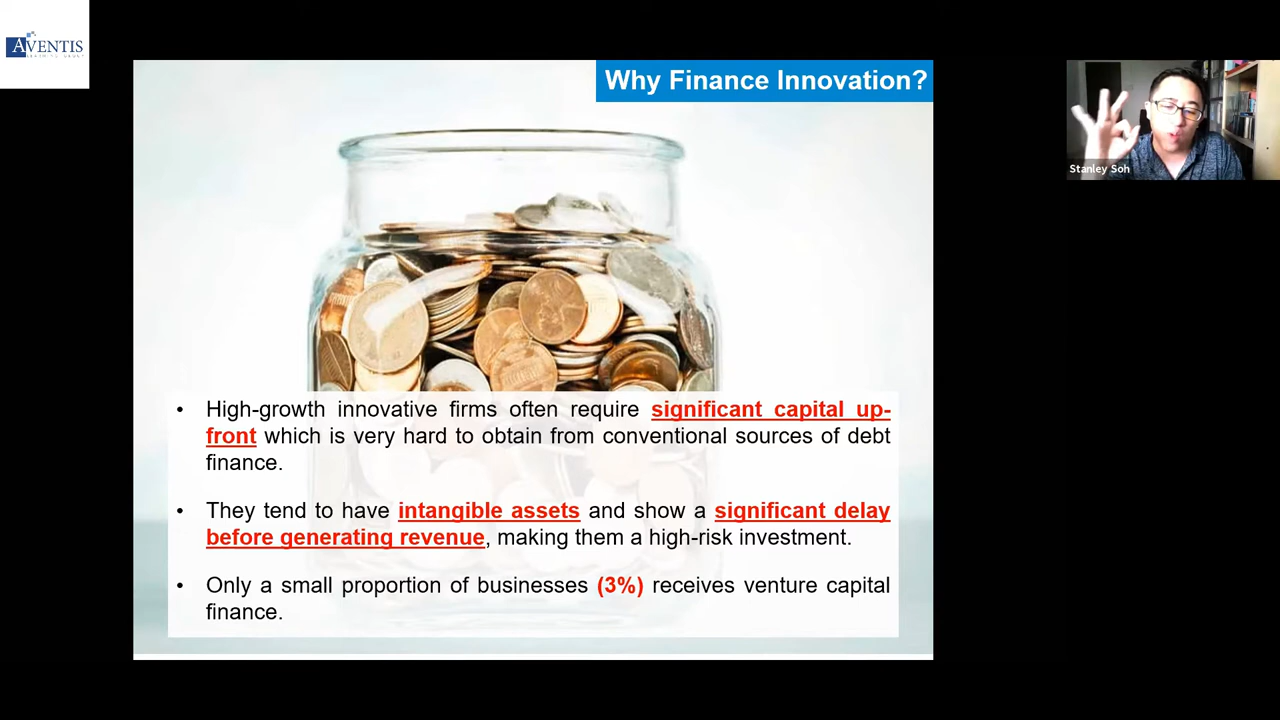 AVENTIS
Why Finance Innovation?
Stanley Soh
• High-growth innovative firms often require significant capital up-
front which is very hard to obtain from conventional sources of debt
finance.
• They tend to have intangible assets and show a significant delay
before generating revenue, making them a high-risk investment.
• Only a small proportion of businesses (3%) receives venture capital
finance.